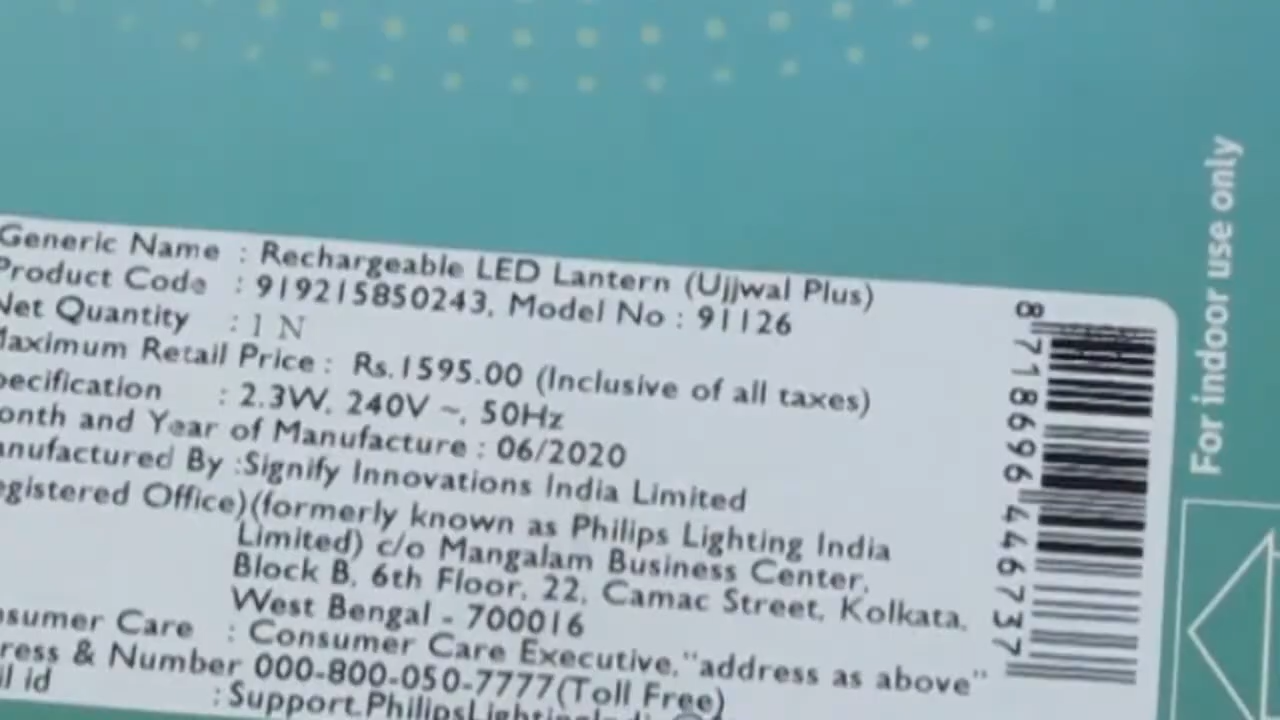 Generic Name : Rechargeable LED Lantern (Ujjwal Plus)
Product Code : 919215850243, Model No : 91126
Net Quantity : 1 N
Maximum Retail Price : Rs.1595.00 (Inclusive of all taxes)
pecification : 2.3W, 240V ~, 50Hz
onth and Year of Manufacture : 06/2020
anufactured By :Signify Innovations India Limited
egistered Office)(formerly known as Philips Lighting India
Limited) c/o Mangalam Business Center,
Block B, 6th Floor, 22, Camac Street, Kolkata,
West Bengal - 700016
nsumer Care : Consumer Care Executive,"address as above"
ress & Number 000-800-050-7777(Toll Free)
il id : Support.PhilipsLighting
8 718696 446737
For indoor use only